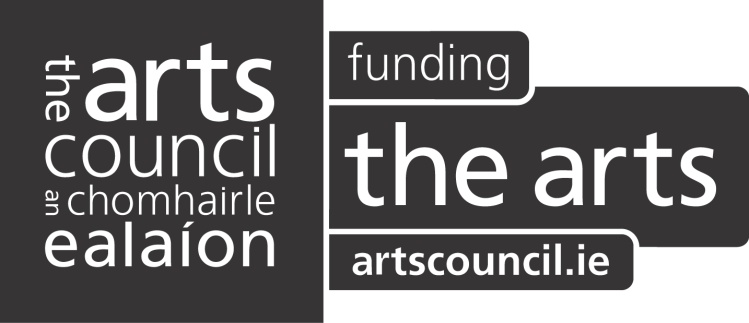 the arts
council
an chomhairle
ealaíon
funding
the arts
artscouncil.ie